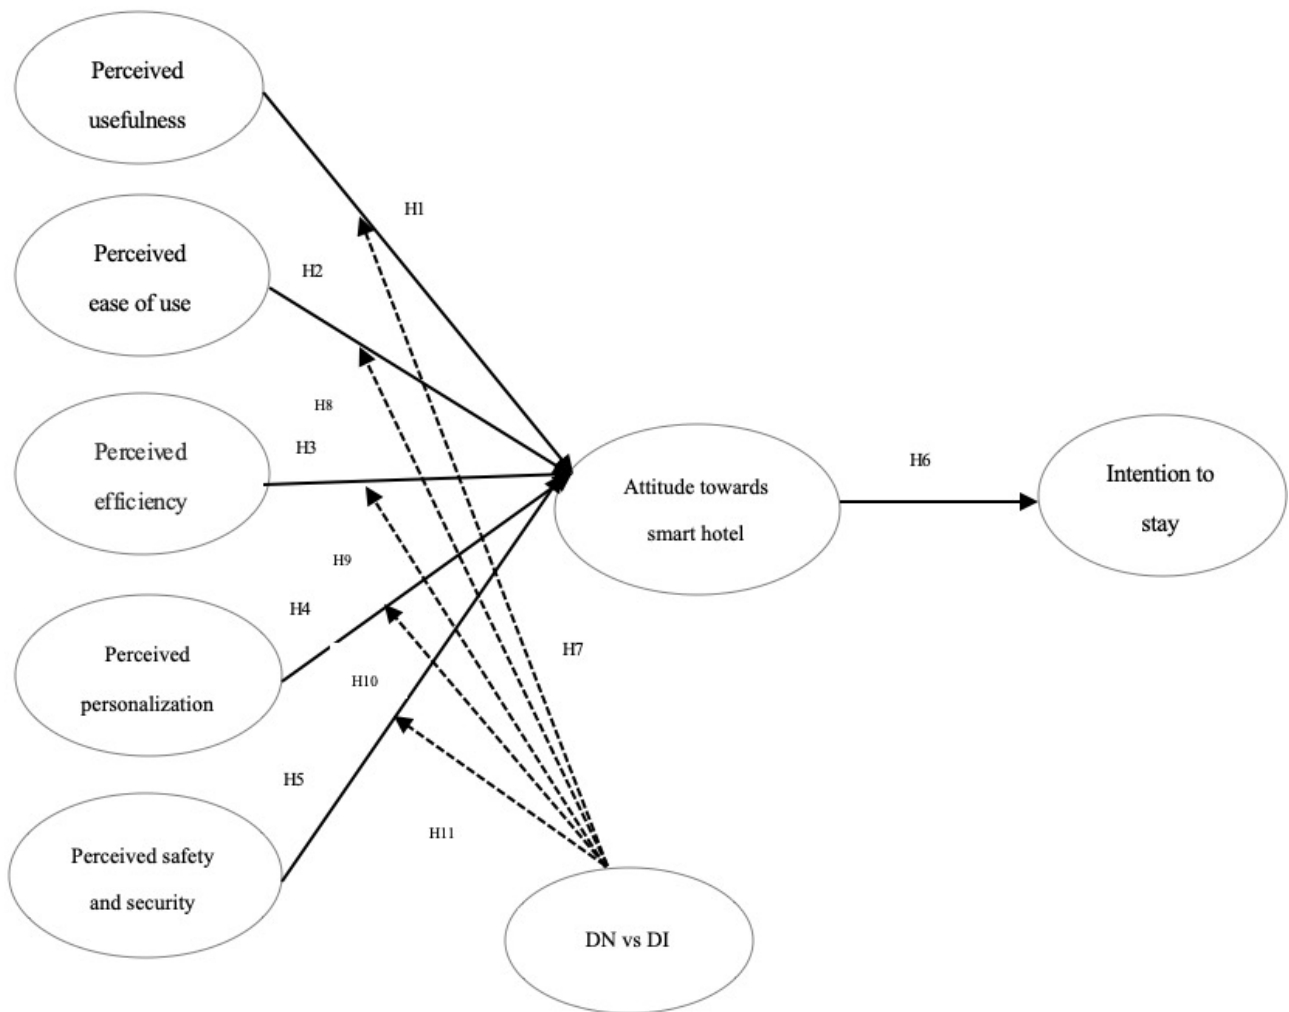 Perceived
usefulness
H1
Perceived
ease of use
H2
H8
Perceived
efficiency
H3
H9
Perceived
personalization
H4
H10
Perceived safety
and security
H5
H11
H7
DN vs DI
Attitude towards
smart hotel
H6
Intention to
stay